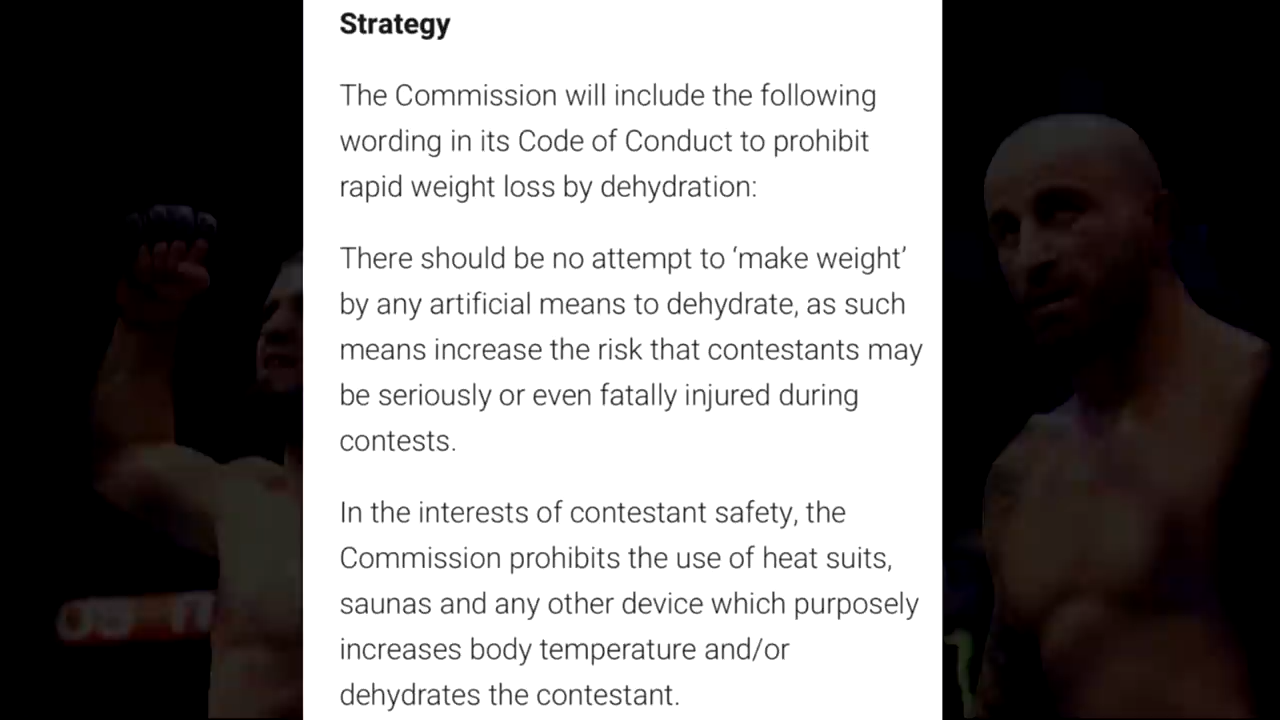 Strategy
The Commission will include the following
wording in its Code of Conduct to prohibit
rapid weight loss by dehydration:
There should be no attempt to ‘make weight’
by any artificial means to dehydrate, as such
means increase the risk that contestants may
be seriously or even fatally injured during
contests.
In the interests of contestant safety, the
Commission prohibits the use of heat suits,
saunas and any other device which purposely
increases body temperature and/or
dehydrates the contestant.